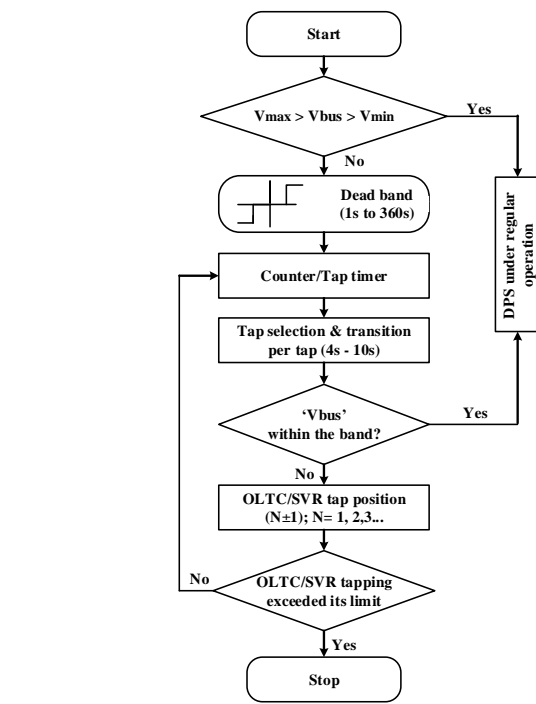 Start
Vmax > Vbus > Vmin
Yes
No
Dead band
(1s to 360s)
DPS under regular
operation
Counter/Tap timer
Tap selection & transition
per tap (4s - 10s)
‘Vbus’
within the band?
Yes
No
OLTC/SVR tap position
(N±1); N= 1, 2,3...
No
OLTC/SVR tapping
exceeded its limit
Yes
Stop